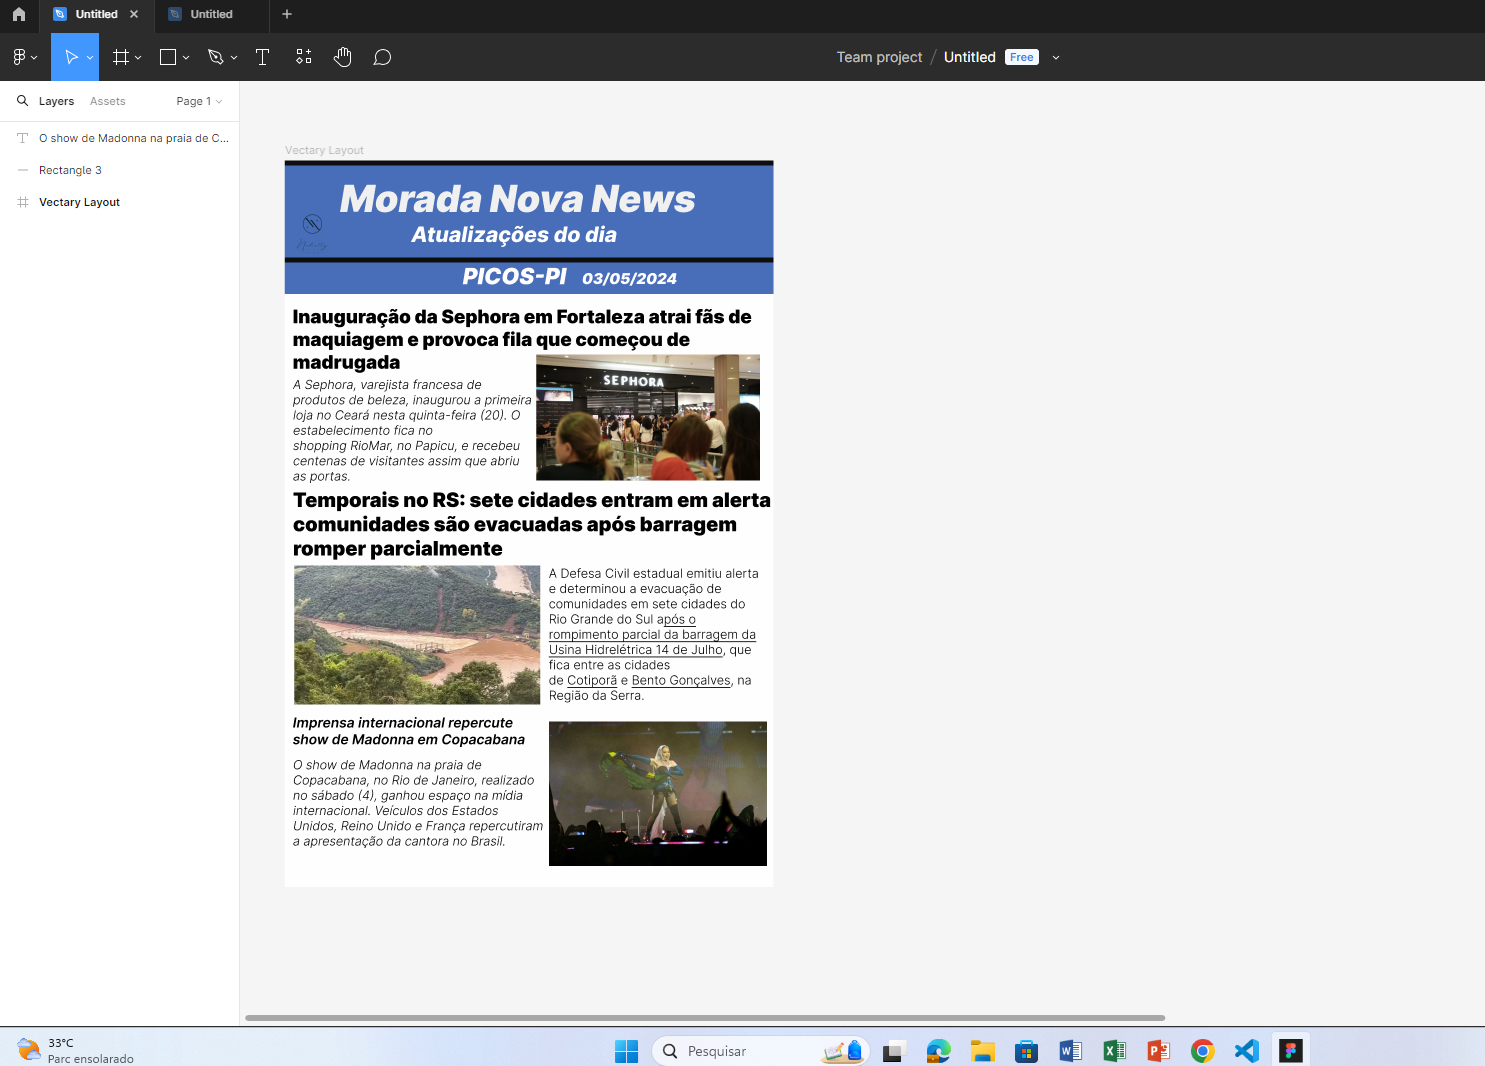 Untitled
Untitled
Team project / Untitled Free
Layers Assets Page 1
O show de Madonna na praia de C...
Rectangle 3
Vectary Layout
Vectary Layout
Morada Nova News
Atualizações do dia
PICOS-PI 03/05/2024
Inauguração da Sephora em Fortaleza atrai fãs de
maquiagem e provoca fila que começou de
madrugada
A Sephora, varejista francesa de
produtos de beleza, inaugurou a primeira
loja no Ceará nesta quinta-feira (20). O
estabelecimento fica no
shopping RioMar, no Papicu, e recebeu
centenas de visitantes assim que abriu
as portas.
SEPHORA
Temporais no RS: sete cidades entram em alerta
comunidades são evacuadas após barragem
romper parcialmente
A Defesa Civil estadual emitiu alerta
e determinou a evacuação de
comunidades em sete cidades do
Rio Grande do Sul após o
rompimento parcial da barragem da
Usina Hidrelétrica 14 de Julho, que
fica entre as cidades
de Cotiporã e Bento Gonçalves, na
Região da Serra.
Imprensa internacional repercute
show de Madonna em Copacabana
O show de Madonna na praia de
Copacabana, no Rio de Janeiro, realizado
no sábado (4), ganhou espaço na mídia
internacional. Veículos dos Estados
Unidos, Reino Unido e França repercutiram
a apresentação da cantora no Brasil.
33°C
Parc ensolarado
Pesquisar